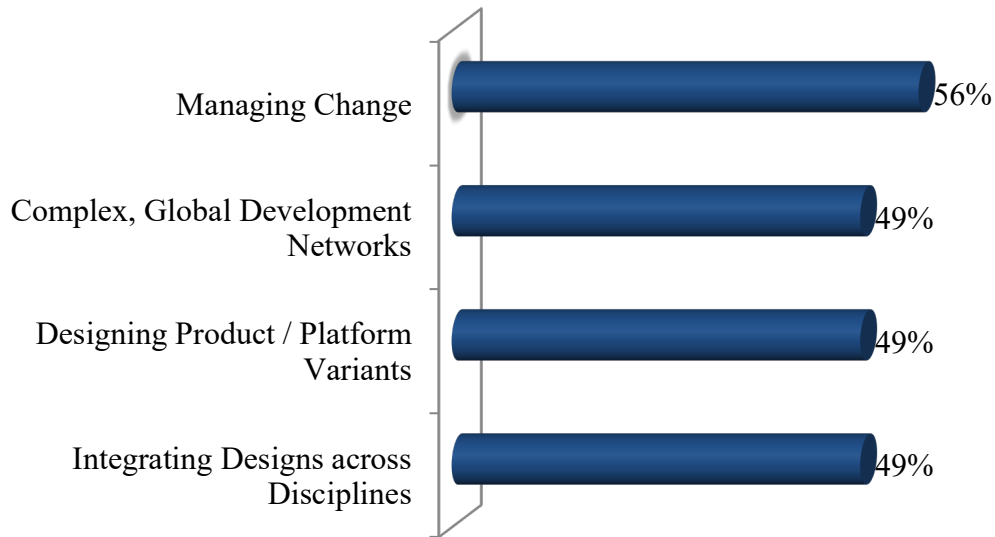 Managing Change
56%
Complex, Global Development
Networks
49%
Designing Product / Platform
Variants
49%
Integrating Designs across
Disciplines
49%